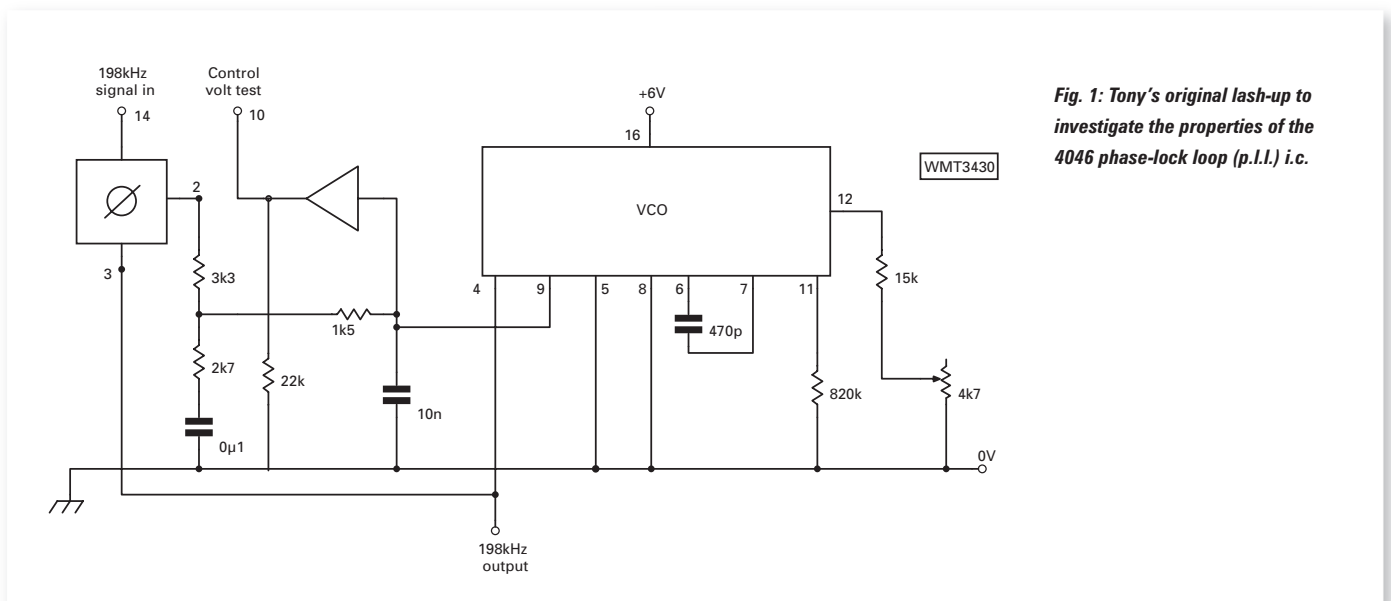 198kHz
signal in
14
Control
volt test
10
+6V
16
WMT3430
Fig. 1: Tony's original lash-up to
investigate the properties of the
4046 phase-lock loop (p.l.l.) i.c.
2
VCO
12
3
3k3
4
9
5
8
6
7
11
15k
1k5
470p
2k7
22k
820k
4k7
10n
0µ1
0V
198kHz
output